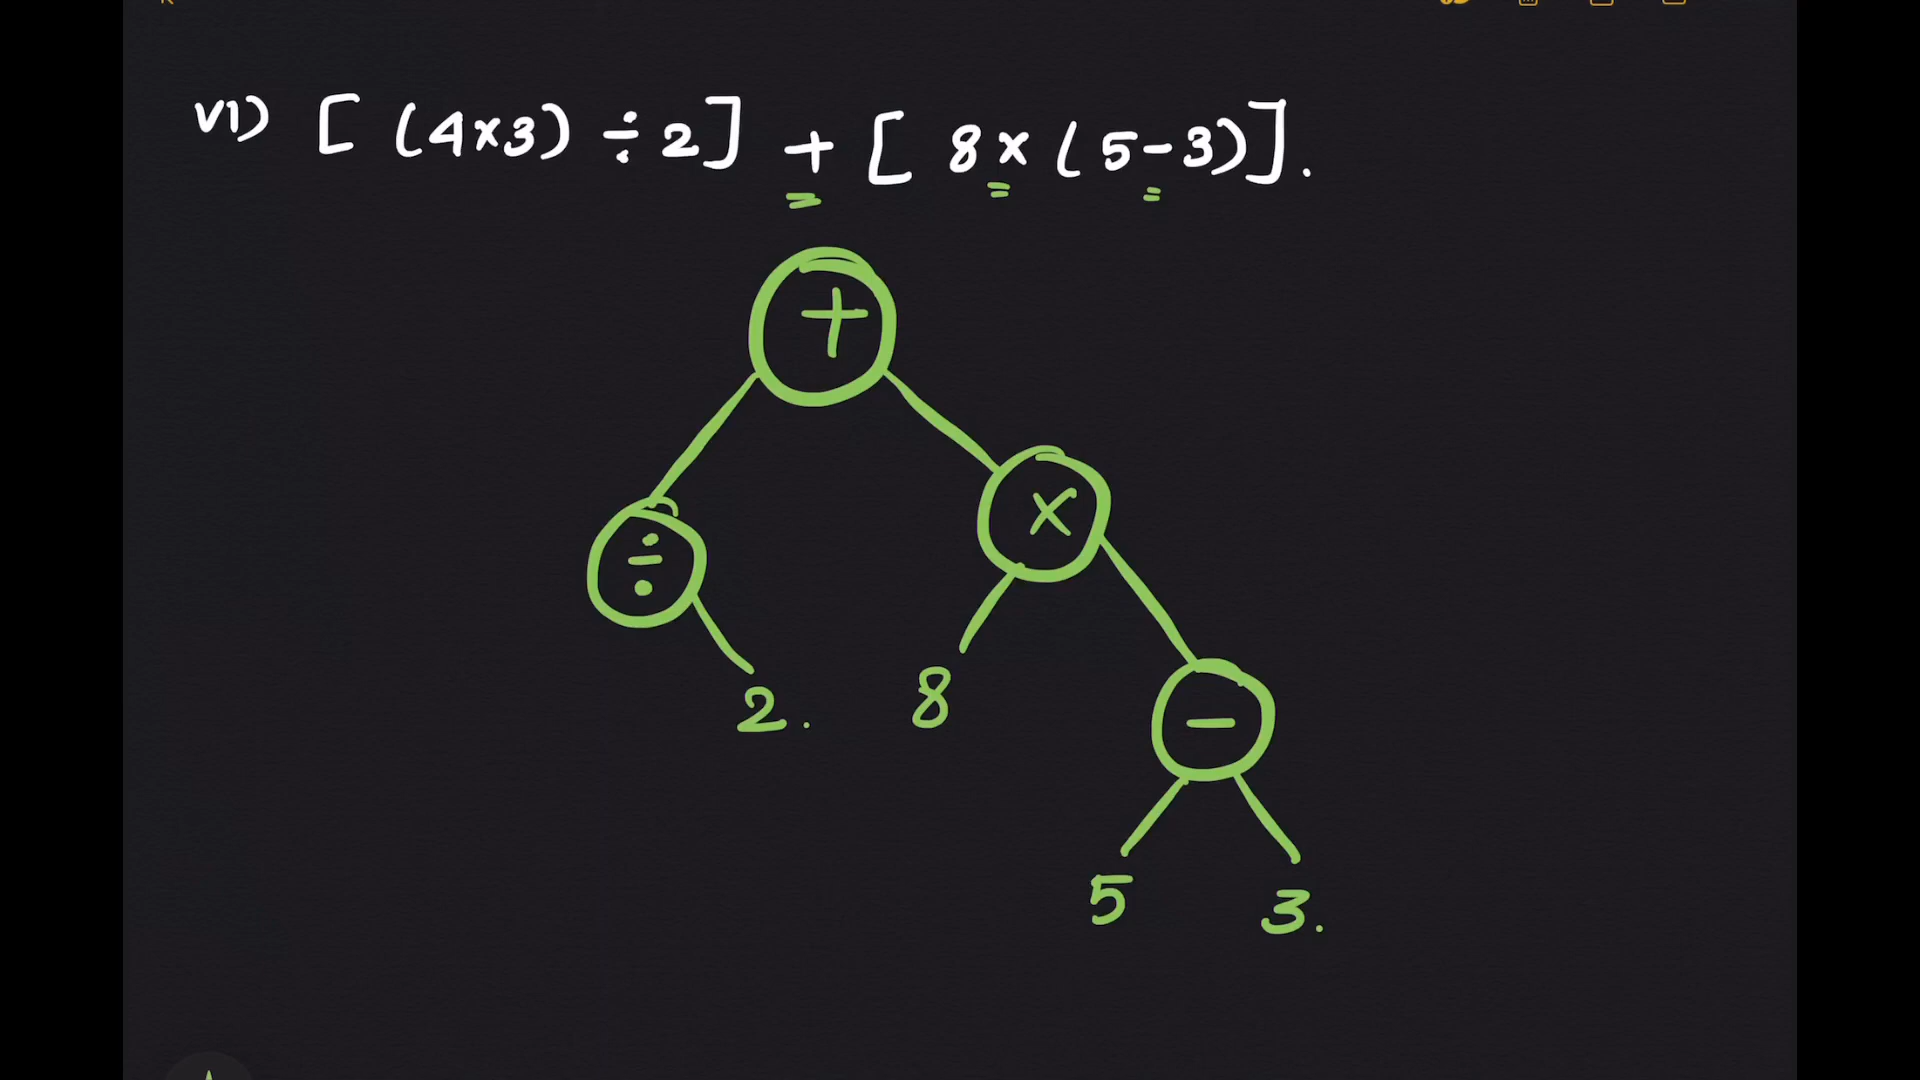 vi) [ (4×3) ÷ 2] + [ 8 × ( 5 - 3)].
+
÷ ×
2. 8 -
5 3.